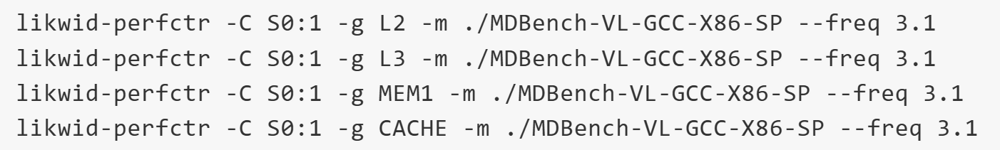 likwid-perfctr -C S0:1 -g L2 -m ./MDBench-VL-GCC-X86-SP --freq 3.1
likwid-perfctr -C S0:1 -g L3 -m ./MDBench-VL-GCC-X86-SP --freq 3.1
likwid-perfctr -C S0:1 -g MEM1 -m ./MDBench-VL-GCC-X86-SP --freq 3.1
likwid-perfctr -C S0:1 -g CACHE -m ./MDBench-VL-GCC-X86-SP --freq 3.1